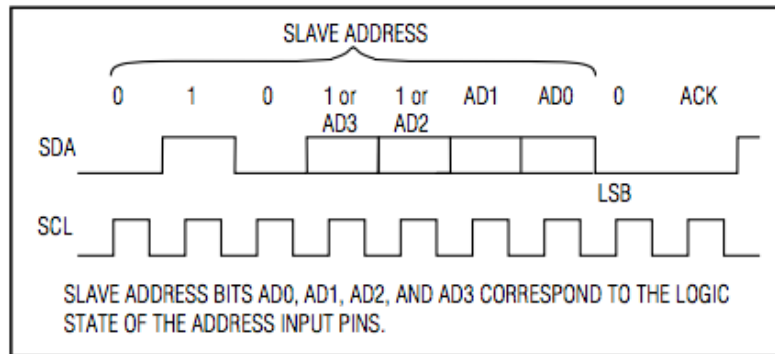 SLAVE ADDRESS
0 1 0 1 or AD3 1 or AD2 AD1 AD0 0 ACK
SDA
LSB
SCL
SLAVE ADDRESS BITS AD0, AD1, AD2, AND AD3 CORRESPOND TO THE LOGIC
STATE OF THE ADDRESS INPUT PINS.